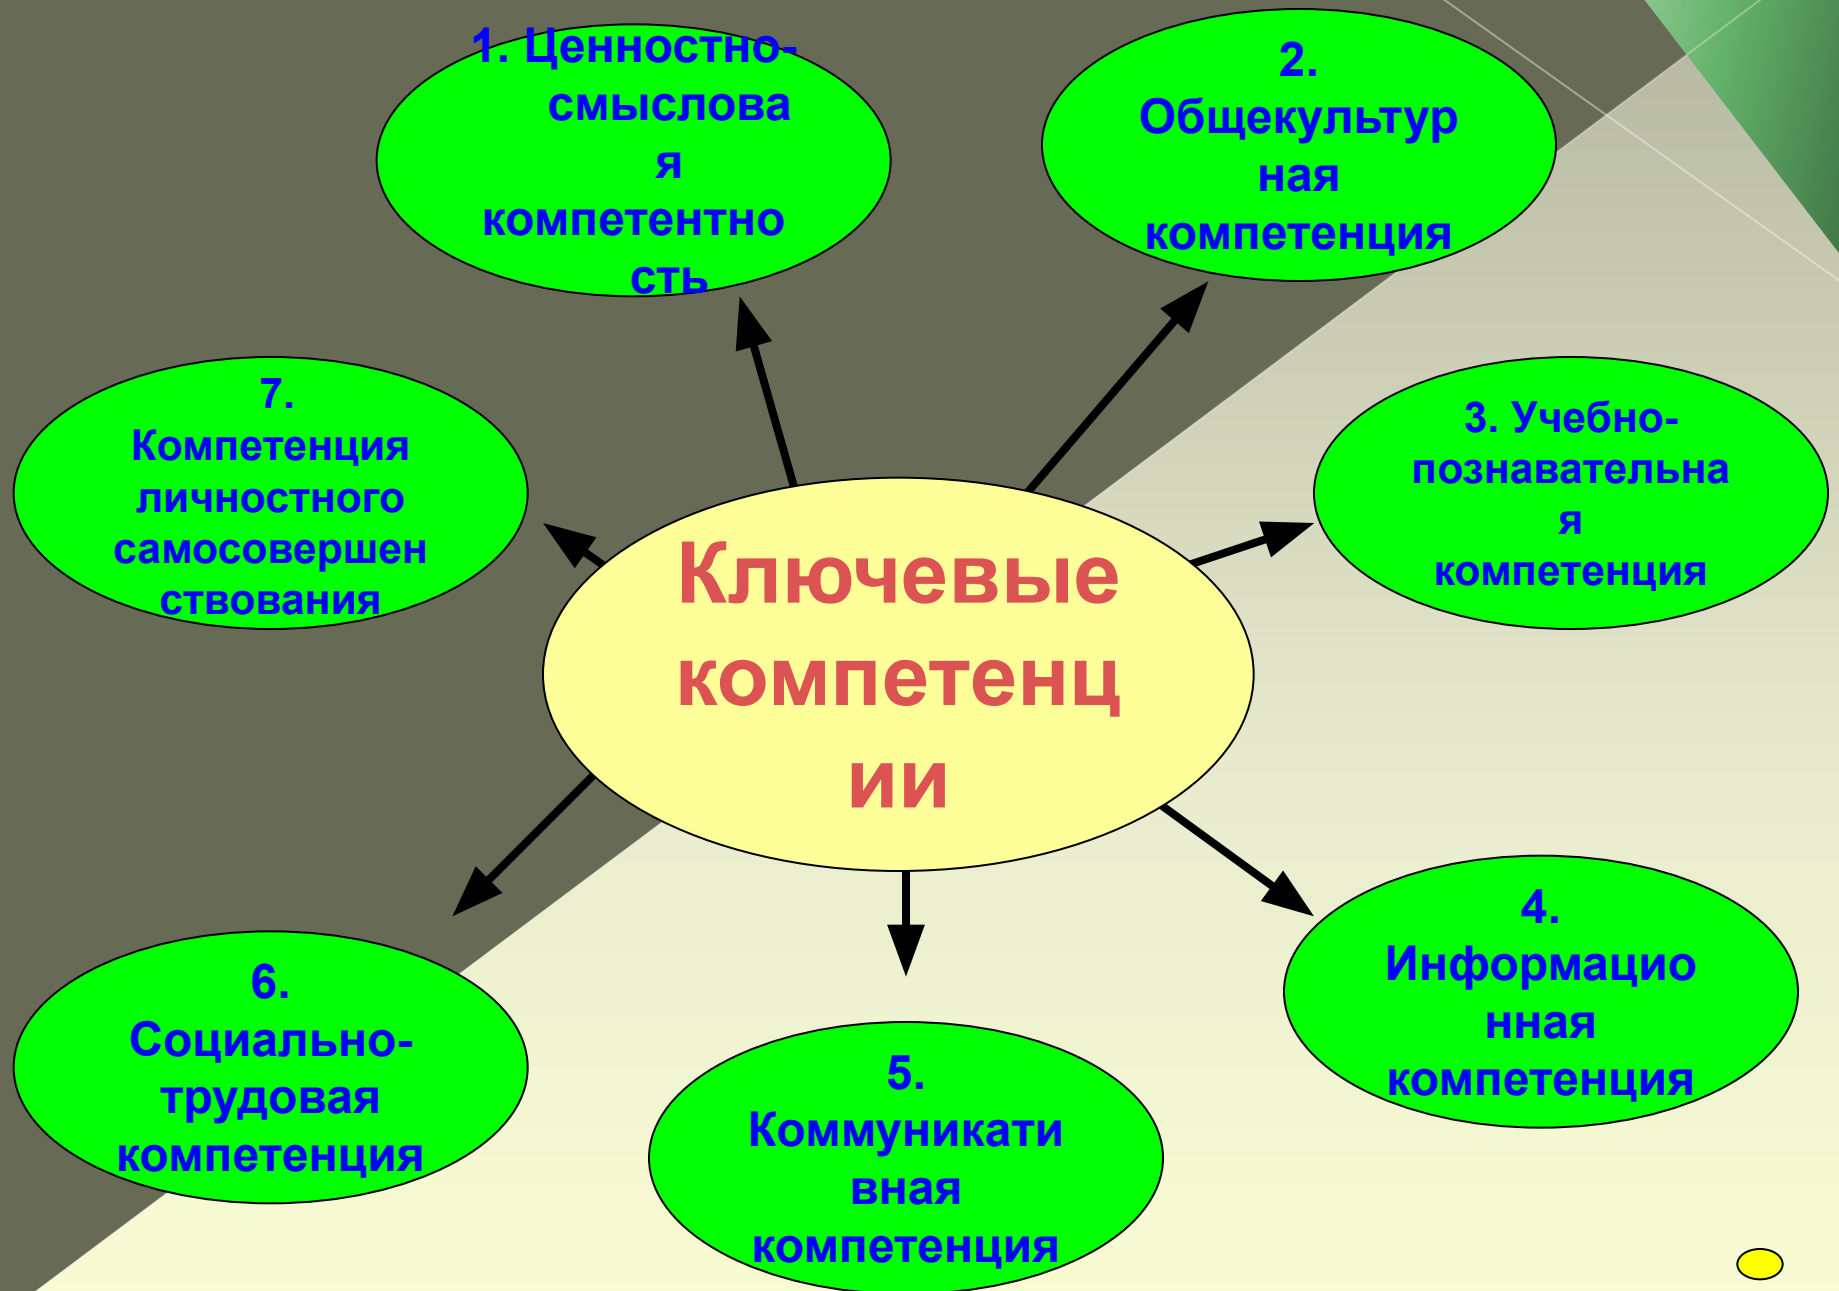 1. Ценностно-
смыслова
я
компетентно
сть
2.
Общекультур
ная
компетенция
3. Учебно-
познавательна
я
компетенция
4.
Информацио
нная
компетенция
5.
Коммуникати
вная
компетенция
6.
Социально-
трудовая
компетенция
7.
Компетенция
личностного
самосовершен
ствования
Ключевые
компетенц
ии